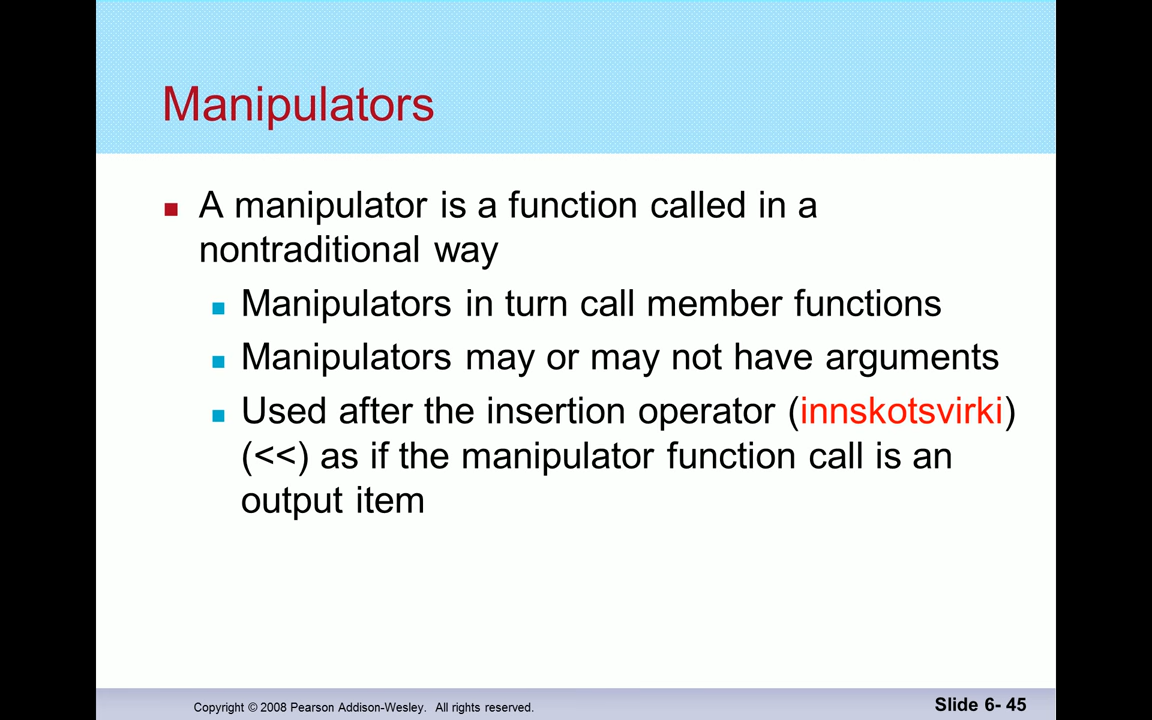 Manipulators
A manipulator is a function called in a
nontraditional way
Manipulators in turn call member functions
Manipulators may or may not have arguments
Used after the insertion operator (innskotsvirki)
(<<) as if the manipulator function call is an
output item
Copyright © 2008 Pearson Addison-Wesley. All rights reserved.
Slide 6- 45